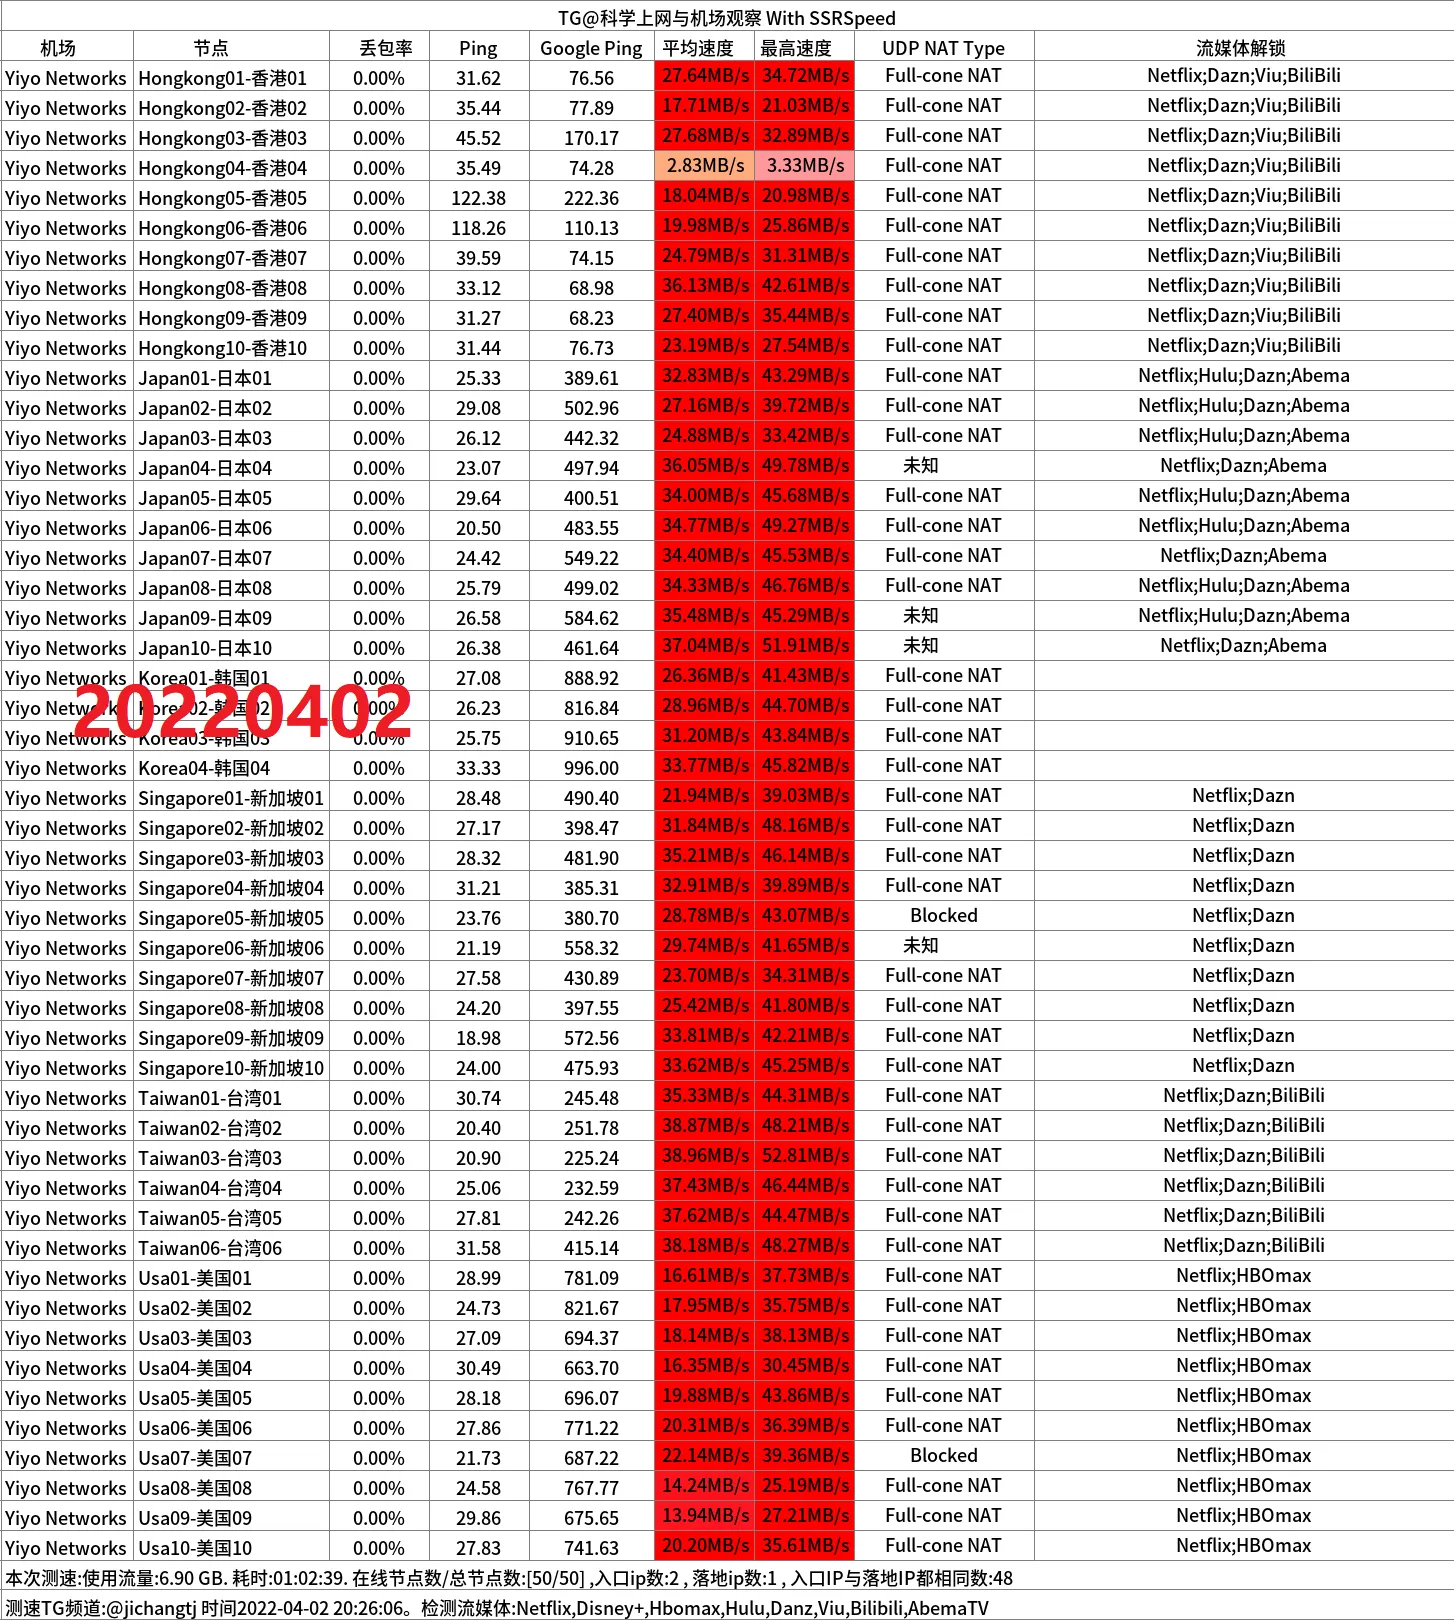 TG@科学上网与机场观察 With SSRSpeed
机场 节点 丢包率 Ping Google Ping 平均速度 最高速度 UDP NAT Type 流媒体解锁
Yiyo Networks Hongkong01-香港01 0.00% 31.62 76.56 27.64MB/s 34.72MB/s Full-cone NAT Netflix;Dazn;Viu;BiliBili
Yiyo Networks Hongkong02-香港02 0.00% 35.44 77.89 17.71MB/s 21.03MB/s Full-cone NAT Netflix;Dazn;Viu;BiliBili
Yiyo Networks Hongkong03-香港03 0.00% 45.52 170.17 27.68MB/s 32.89MB/s Full-cone NAT Netflix;Dazn;Viu;BiliBili
Yiyo Networks Hongkong04-香港04 0.00% 35.49 74.28 2.83MB/s 3.33MB/s Full-cone NAT Netflix;Dazn;Viu;BiliBili
Yiyo Networks Hongkong05-香港05 0.00% 122.38 222.36 18.04MB/s 20.98MB/s Full-cone NAT Netflix;Dazn;Viu;BiliBili
Yiyo Networks Hongkong06-香港06 0.00% 118.26 110.13 19.98MB/s 25.86MB/s Full-cone NAT Netflix;Dazn;Viu;BiliBili
Yiyo Networks Hongkong07-香港07 0.00% 39.59 74.15 24.79MB/s 31.31MB/s Full-cone NAT Netflix;Dazn;Viu;BiliBili
Yiyo Networks Hongkong08-香港08 0.00% 33.12 68.98 36.13MB/s 42.61MB/s Full-cone NAT Netflix;Dazn;Viu;BiliBili
Yiyo Networks Hongkong09-香港09 0.00% 31.27 68.23 27.40MB/s 35.44MB/s Full-cone NAT Netflix;Dazn;Viu;BiliBili
Yiyo Networks Hongkong10-香港10 0.00% 31.44 76.73 23.19MB/s 27.54MB/s Full-cone NAT Netflix;Dazn;Viu;BiliBili
Yiyo Networks Japan01-日本01 0.00% 25.33 389.61 32.83MB/s 43.29MB/s Full-cone NAT Netflix;Hulu;Dazn;Abema
Yiyo Networks Japan02-日本02 0.00% 29.08 502.96 27.16MB/s 39.72MB/s Full-cone NAT Netflix;Hulu;Dazn;Abema
Yiyo Networks Japan03-日本03 0.00% 26.12 442.32 24.88MB/s 33.42MB/s Full-cone NAT Netflix;Hulu;Dazn;Abema
Yiyo Networks Japan04-日本04 0.00% 23.07 497.94 36.05MB/s 49.78MB/s 未知 Netflix;Dazn;Abema
Yiyo Networks Japan05-日本05 0.00% 29.64 400.51 34.00MB/s 45.68MB/s Full-cone NAT Netflix;Hulu;Dazn;Abema
Yiyo Networks Japan06-日本06 0.00% 20.50 483.55 34.77MB/s 49.27MB/s Full-cone NAT Netflix;Hulu;Dazn;Abema
Yiyo Networks Japan07-日本07 0.00% 24.42 549.22 34.40MB/s 45.53MB/s Full-cone NAT Netflix;Dazn;Abema
Yiyo Networks Japan08-日本08 0.00% 25.79 499.02 34.33MB/s 46.76MB/s Full-cone NAT Netflix;Hulu;Dazn;Abema
Yiyo Networks Japan09-日本09 0.00% 26.58 584.62 35.48MB/s 45.29MB/s 未知 Netflix;Hulu;Dazn;Abema
Yiyo Networks Japan10-日本10 0.00% 26.38 461.64 37.04MB/s 51.91MB/s 未知 Netflix;Dazn;Abema
Yiyo Networks Korea01-韩国01 0.00% 27.08 888.92 26.36MB/s 41.43MB/s Full-cone NAT
Yiyo Networks Korea02-韩国02 0.00% 26.23 816.84 28.96MB/s 44.70MB/s Full-cone NAT
20220402
Yiyo Networks Korea03-韩国03 0.00% 25.75 910.65 31.20MB/s 43.84MB/s Full-cone NAT
Yiyo Networks Korea04-韩国04 0.00% 33.33 996.00 33.77MB/s 45.82MB/s Full-cone NAT
Yiyo Networks Singapore01-新加坡01 0.00% 28.48 490.40 21.94MB/s 39.03MB/s Full-cone NAT Netflix;Dazn
Yiyo Networks Singapore02-新加坡02 0.00% 27.17 398.47 31.84MB/s 48.16MB/s Full-cone NAT Netflix;Dazn
Yiyo Networks Singapore03-新加坡03 0.00% 28.32 481.90 35.21MB/s 46.14MB/s Full-cone NAT Netflix;Dazn
Yiyo Networks Singapore04-新加坡04 0.00% 31.21 385.31 32.91MB/s 39.89MB/s Full-cone NAT Netflix;Dazn
Yiyo Networks Singapore05-新加坡05 0.00% 23.76 380.70 28.78MB/s 43.07MB/s Blocked Netflix;Dazn
Yiyo Networks Singapore06-新加坡06 0.00% 21.19 558.32 29.74MB/s 41.65MB/s 未知 Netflix;Dazn
Yiyo Networks Singapore07-新加坡07 0.00% 27.58 430.89 23.70MB/s 34.31MB/s Full-cone NAT Netflix;Dazn
Yiyo Networks Singapore08-新加坡08 0.00% 24.20 397.55 25.42MB/s 41.80MB/s Full-cone NAT Netflix;Dazn
Yiyo Networks Singapore09-新加坡09 0.00% 18.98 572.56 33.81MB/s 42.21MB/s Full-cone NAT Netflix;Dazn
Yiyo Networks Singapore10-新加坡10 0.00% 24.00 475.93 33.62MB/s 45.25MB/s Full-cone NAT Netflix;Dazn
Yiyo Networks Taiwan01-台湾01 0.00% 30.74 245.48 35.33MB/s 44.31MB/s Full-cone NAT Netflix;Dazn;BiliBili
Yiyo Networks Taiwan02-台湾02 0.00% 20.40 251.78 38.87MB/s 48.21MB/s Full-cone NAT Netflix;Dazn;BiliBili
Yiyo Networks Taiwan03-台湾03 0.00% 20.90 225.24 38.96MB/s 52.81MB/s Full-cone NAT Netflix;Dazn;BiliBili
Yiyo Networks Taiwan04-台湾04 0.00% 25.06 232.59 37.43MB/s 46.44MB/s Full-cone NAT Netflix;Dazn;BiliBili
Yiyo Networks Taiwan05-台湾05 0.00% 27.81 242.26 37.62MB/s 44.47MB/s Full-cone NAT Netflix;Dazn;BiliBili
Yiyo Networks Taiwan06-台湾06 0.00% 31.58 415.14 38.18MB/s 48.27MB/s Full-cone NAT Netflix;Dazn;BiliBili
Yiyo Networks Usa01-美国01 0.00% 28.99 781.09 16.61MB/s 37.73MB/s Full-cone NAT Netflix;HBOmax
Yiyo Networks Usa02-美国02 0.00% 24.73 821.67 17.95MB/s 35.75MB/s Full-cone NAT Netflix;HBOmax
Yiyo Networks Usa03-美国03 0.00% 27.09 694.37 18.14MB/s 38.13MB/s Full-cone NAT Netflix;HBOmax
Yiyo Networks Usa04-美国04 0.00% 30.49 663.70 16.35MB/s 30.45MB/s Full-cone NAT Netflix;HBOmax
Yiyo Networks Usa05-美国05 0.00% 28.18 696.07 19.88MB/s 43.86MB/s Full-cone NAT Netflix;HBOmax
Yiyo Networks Usa06-美国06 0.00% 27.86 771.22 20.31MB/s 36.39MB/s Full-cone NAT Netflix;HBOmax
Yiyo Networks Usa07-美国07 0.00% 21.73 687.22 22.14MB/s 39.36MB/s Blocked Netflix;HBOmax
Yiyo Networks Usa08-美国08 0.00% 24.58 767.77 14.24MB/s 25.19MB/s Full-cone NAT Netflix;HBOmax
Yiyo Networks Usa09-美国09 0.00% 29.86 675.65 13.94MB/s 27.21MB/s Full-cone NAT Netflix;HBOmax
Yiyo Networks Usa10-美国10 0.00% 27.83 741.63 20.20MB/s 35.61MB/s Full-cone NAT Netflix;HBOmax
本次测速:使用流量:6.90 GB. 耗时:01:02:39. 在线节点数/总节点数:[50/50] ,入口ip数:2 , 落地ip数:1 , 入口IP与落地IP都相同数:48
测速TG频道:@jichangtj 时间2022-04-02 20:26:06。检测流媒体:Netflix,Disney+,Hbomax,Hulu,Danz,Viu,Bilibili,AbemaTV